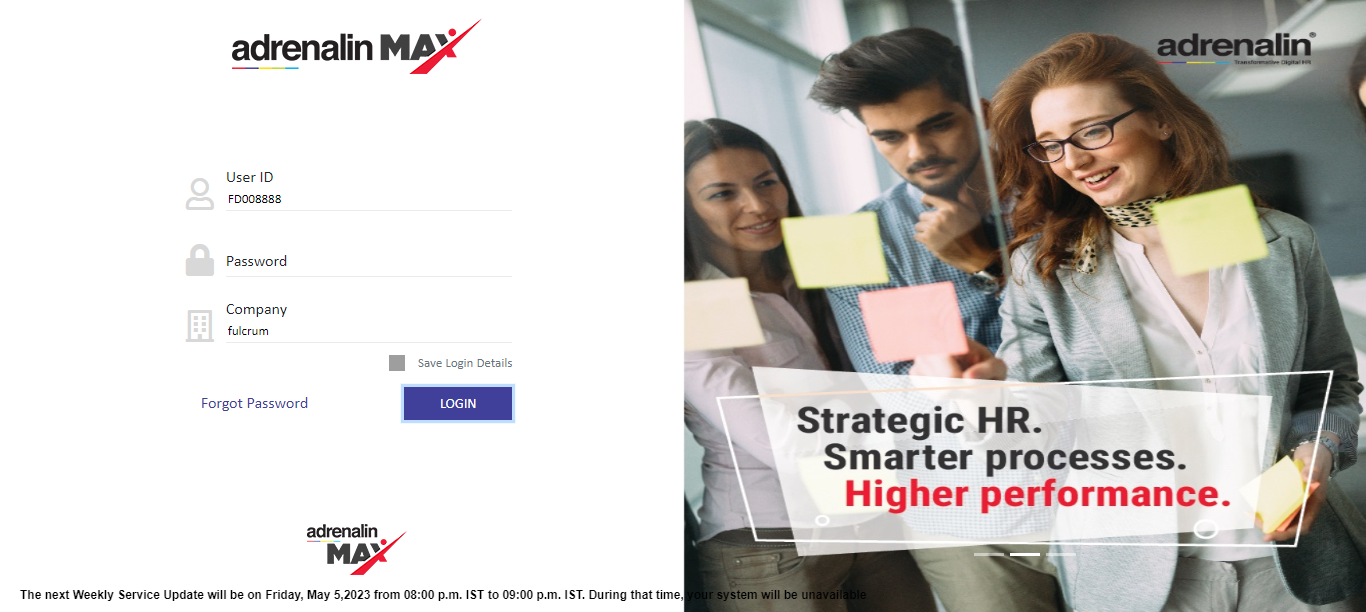 adrenalin MAX
User ID
FD008888
Password
Company
fulcrum
Save Login Details
Forgot Password
LOGIN
adrenalin
MAX
The next Weekly Service Update will be on Friday, May 5,2023 from 08:00 p.m. IST to 09:00 p.m. IST. During that time, your system will be unavailable
adrenalin®
Transformative Digital HR
Strategic HR.
Smarter processes.
Higher performance.